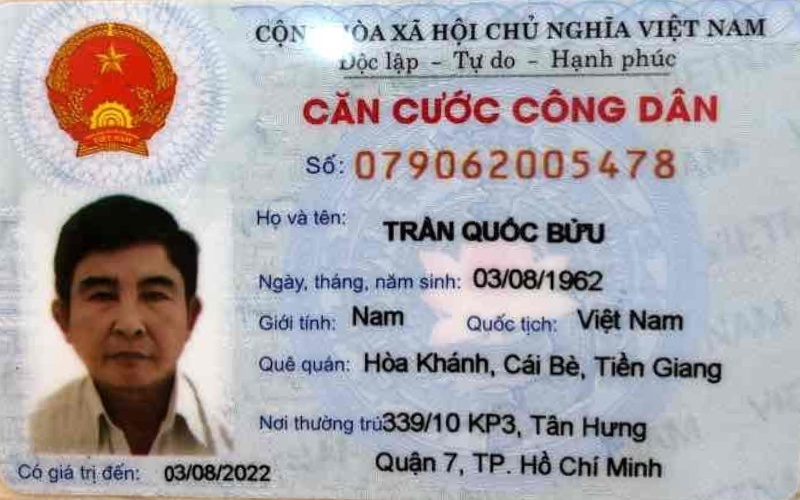 CỘNG HÒA XÃ HỘI CHỦ NGHĨA VIỆT NAM
Độc lập - Tự do - Hạnh phúc
CĂN CƯỚC CÔNG DÂN
Số: 079062005478
Họ và tên: TRẦN QUỐC BỬU
Ngày, tháng, năm sinh: 03/08/1962
Giới tính: Nam Quốc tịch: Việt Nam
Quê quán: Hòa Khánh, Cái Bè, Tiền Giang
Nơi thường trú: 339/10 KP3, Tân Hưng
Quận 7, TP. Hồ Chí Minh
Có giá trị đến: 03/08/2022
VIỆT NAM